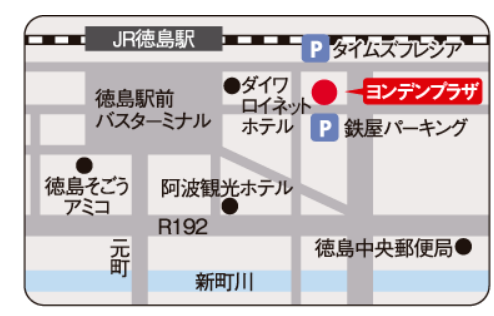 JR徳島駅
P タイムズフレシア
徳島駅前
バスターミナル
ダイワ
ロイネット
ホテル
ヨンデンプラザ
P 鉄屋パーキング
徳島そごう
アミコ
阿波観光ホテル
R192
元町
徳島中央郵便局
新町川